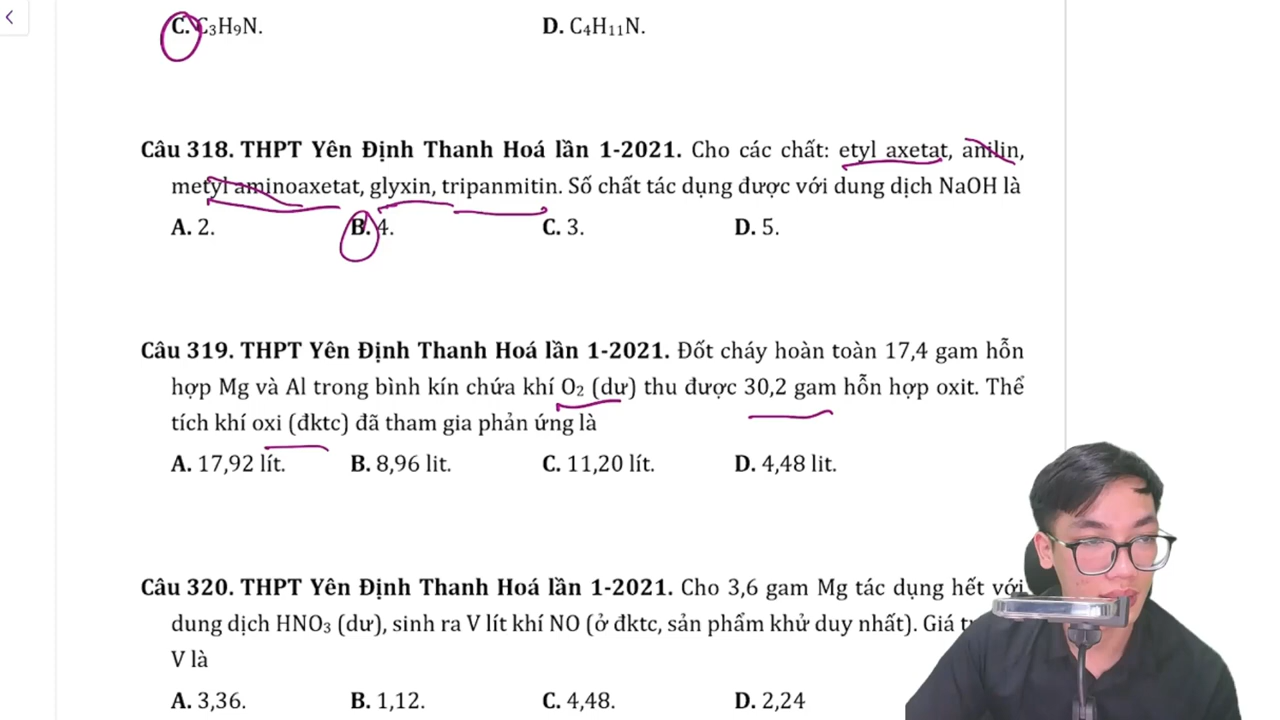 C. C₃H₉N. D. C₄H₁₁N.
Câu 318. THPT Yên Định Thanh Hoá lần 1-2021. Cho các chất: etyl axetat, anilin,
metyl aminoaxetat, glyxin, tripanmitin. Số chất tác dụng được với dung dịch NaOH là
A. 2. B. 4. C. 3. D. 5.
Câu 319. THPT Yên Định Thanh Hoá lần 1-2021. Đốt cháy hoàn toàn 17,4 gam hỗn
hợp Mg và Al trong bình kín chứa khí O₂ (dư) thu được 30,2 gam hỗn hợp oxit. Thể
tích khí oxi (đktc) đã tham gia phản ứng là
A. 17,92 lít. B. 8,96 lit. C. 11,20 lít. D. 4,48 lit.
Câu 320. THPT Yên Định Thanh Hoá lần 1-2021. Cho 3,6 gam Mg tác dụng hết với
dung dịch HNO₃ (dư), sinh ra V lít khí NO (ở đktc, sản phẩm khử duy nhất). Giá
V là
A. 3,36. B. 1,12. C. 4,48. D. 2,24